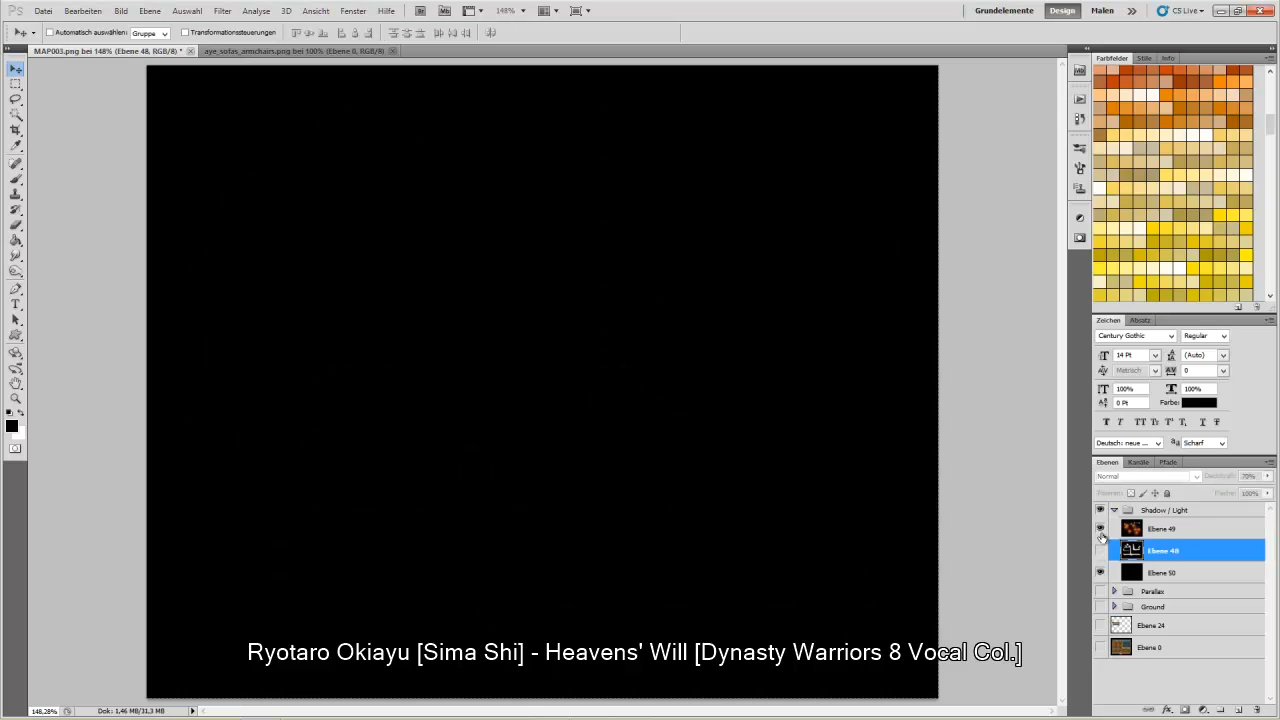 Ps Datei Bearbeiten Bild Ebene Auswahl Filter Analyse 3D Ansicht Fenster Hilfe Br Mb 148% Grundelemente Design Malen CS Live
Automatisch auswählen: Gruppe Transformationssteuerungen
MAP003.png bei 148% (Ebene 48, RGB/8) * aye_sofas_armchairs.png bei 100% (Ebene 0, RGB/8)
Farbfelder Stile Info
Zeichen Absatz
Century Gothic Regular
14 Pt (Auto)
Metrisch 0
100% 100%
0 Pt Farbe:
Deutsch: neue ... Scharf
Ebenen Kanäle Pfade
Normal Deckkraft: 70%
Fläche: 100%
Shadow / Light
Ebene 49
Ebene 48
Ebene 50
Parallax
Ground
Ebene 24
Ebene 0
Ryotaro Okiayu [Sima Shi] - Heavens' Will [Dynasty Warriors 8 Vocal Col.]
148,28% Dok: 1,46 MB/31,3 MB